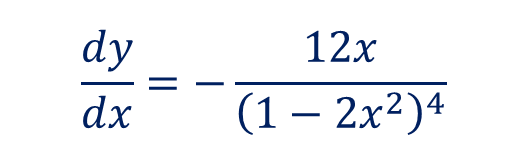 dy/dx = − 12x/(1 − 2x²)⁴